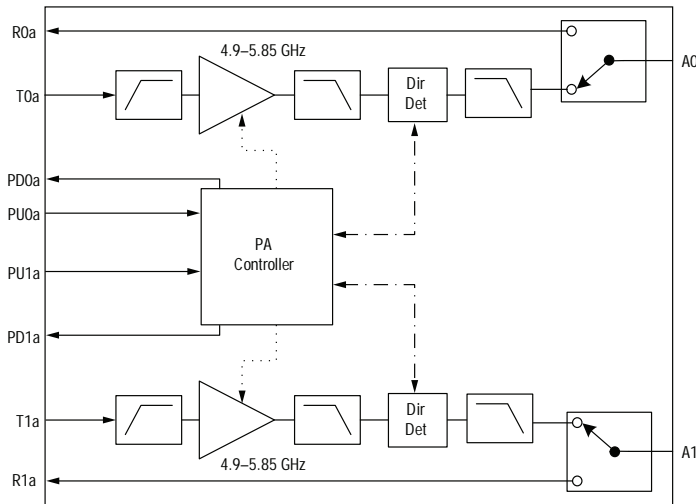 R0a
4.9–5.85 GHz
A0
T0a
Dir
Det
PD0a
PU0a
PA
Controller
PU1a
PD1a
T1a
Dir
Det
A1
4.9–5.85 GHz
R1a